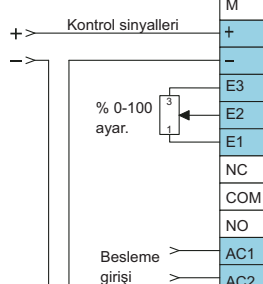 M
+ Kontrol sinyalleri +
− −
E3
% 0-100 3 E2
ayar. 1 E1
NC
COM
NO
Besleme AC1
girişi AC2